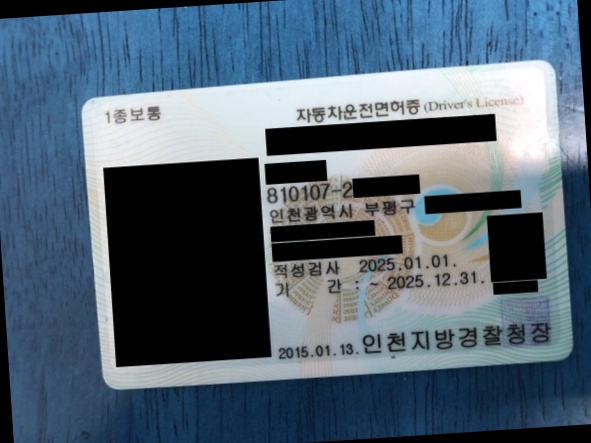 1종보통
자동차운전면허증 (Driver's License)
810107-2
인천광역시 부평구
적성검사 2025.01.01.
기 간 : ~ 2025.12.31.
2015.01.13. 인천지방경찰청장